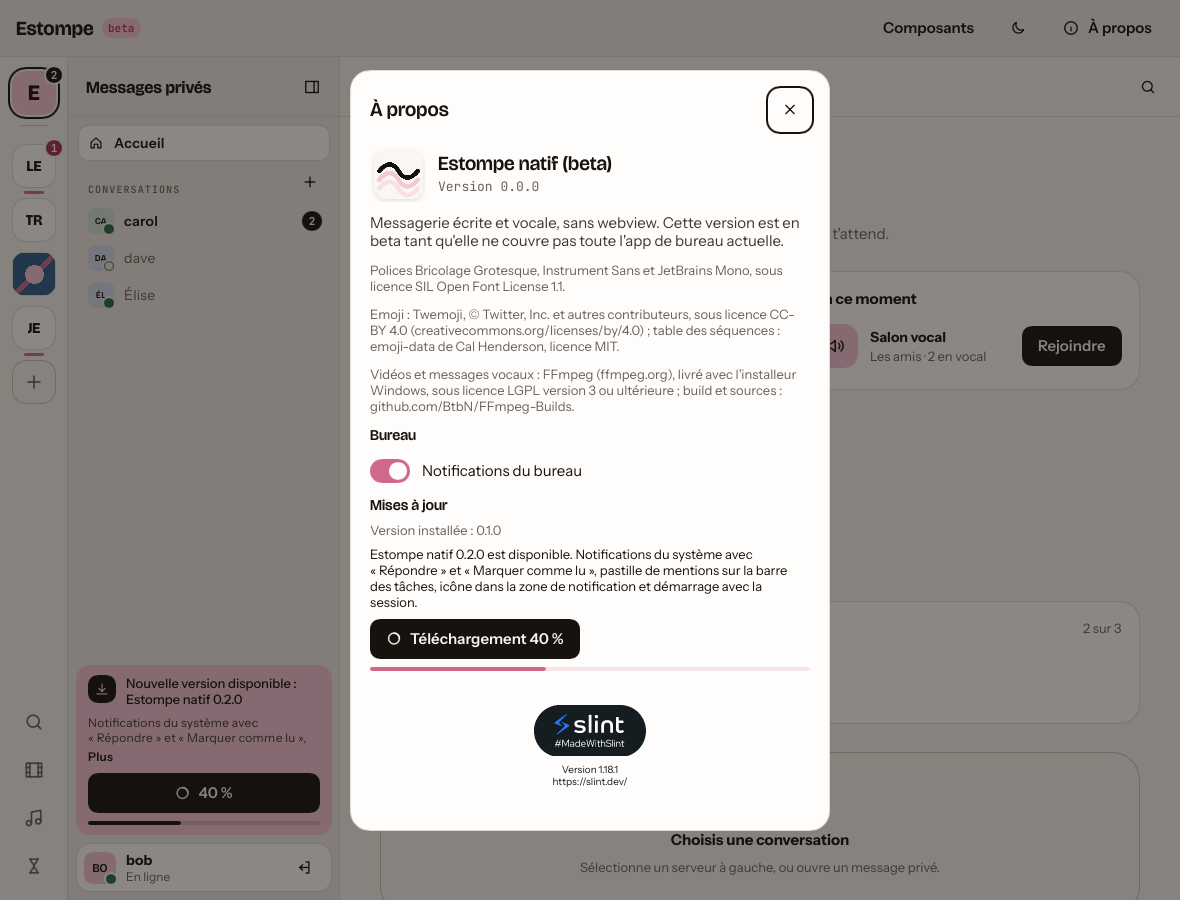 Estompe beta
Composants
À propos
E 2
Messages privés
À propos
Accueil
LE 1
CONVERSATIONS
TR
CA carol 2
DA dave
ÉL Élise
JE
Estompe natif (beta)
Version 0.0.0
Messagerie écrite et vocale, sans webview. Cette version est en
beta tant qu'elle ne couvre pas toute l'app de bureau actuelle.
Polices Bricolage Grotesque, Instrument Sans et JetBrains Mono, sous
licence SIL Open Font License 1.1.
Emoji : Twemoji, © Twitter, Inc. et autres contributeurs, sous licence CC-
BY 4.0 (creativecommons.org/licenses/by/4.0) ; table des séquences :
emoji-data de Cal Henderson, licence MIT.
Vidéos et messages vocaux : FFmpeg (ffmpeg.org), livré avec l'installeur
Windows, sous licence LGPL version 3 ou ultérieure ; build et sources :
github.com/BtbN/FFmpeg-Builds.
Bureau
Notifications du bureau
Mises à jour
Version installée : 0.1.0
Estompe natif 0.2.0 est disponible. Notifications du système avec
« Répondre » et « Marquer comme lu », pastille de mentions sur la barre
des tâches, icône dans la zone de notification et démarrage avec la
session.
Téléchargement 40 %
slint
#MadeWithSlint
Version 1.18.1
https://slint.dev/
t'attend.
ce moment
Salon vocal
Les amis · 2 en vocal
Rejoindre
2 sur 3
Choisis une conversation
Sélectionne un serveur à gauche, ou ouvre un message privé.
Nouvelle version disponible :
Estompe natif 0.2.0
Notifications du système avec
« Répondre » et « Marquer comme lu »,
Plus
40 %
BO bob
En ligne